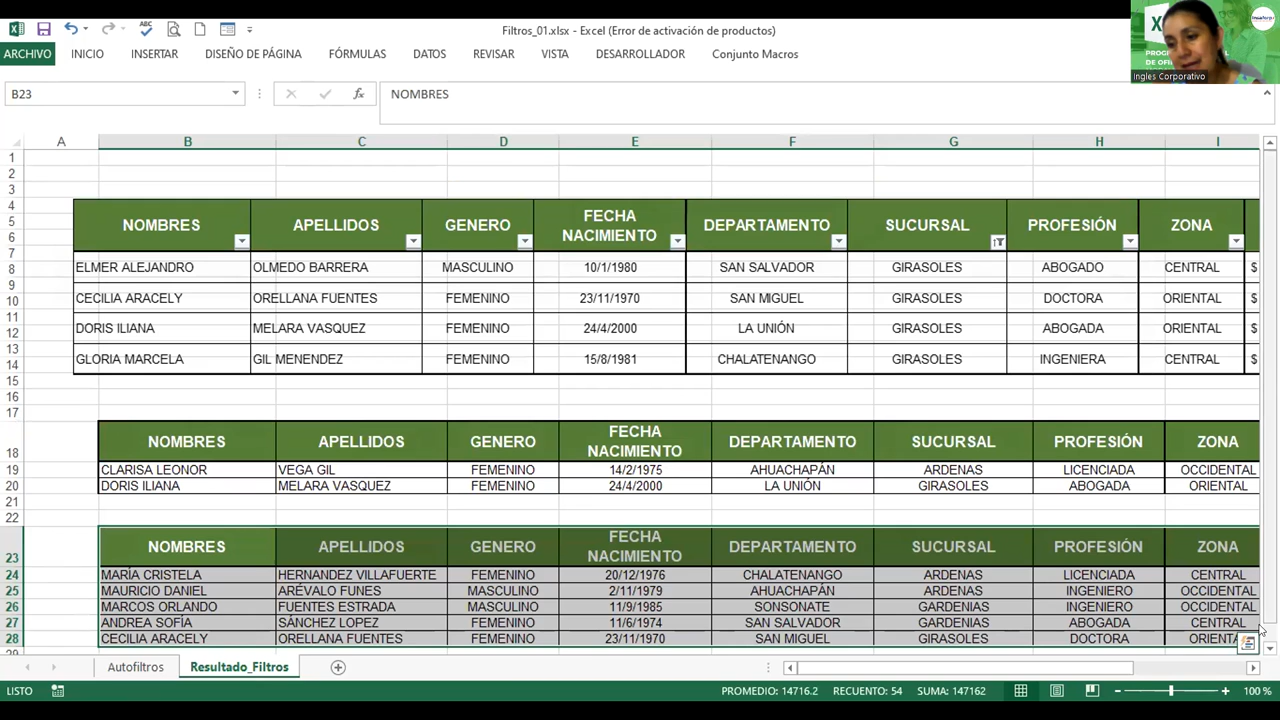 Filtros_01.xlsx - Excel (Error de activación de productos)
ARCHIVO INICIO INSERTAR DISEÑO DE PÁGINA FÓRMULAS DATOS REVISAR VISTA DESARROLLADOR Conjunto Macros
Ingles Corporativo
B23 fx NOMBRES
A B C D E F G H I
1
2
3
4
5
6
NOMBRES APELLIDOS GENERO FECHA NACIMIENTO DEPARTAMENTO SUCURSAL PROFESIÓN ZONA
7
8 ELMER ALEJANDRO OLMEDO BARRERA MASCULINO 10/1/1980 SAN SALVADOR GIRASOLES ABOGADO CENTRAL $
9
10 CECILIA ARACELY ORELLANA FUENTES FEMENINO 23/11/1970 SAN MIGUEL GIRASOLES DOCTORA ORIENTAL $
11
12 DORIS ILIANA MELARA VASQUEZ FEMENINO 24/4/2000 LA UNIÓN GIRASOLES ABOGADA ORIENTAL $
13
14 GLORIA MARCELA GIL MENENDEZ FEMENINO 15/8/1981 CHALATENANGO GIRASOLES INGENIERA CENTRAL $
15
16
17
18 NOMBRES APELLIDOS GENERO FECHA NACIMIENTO DEPARTAMENTO SUCURSAL PROFESIÓN ZONA
19 CLARISA LEONOR VEGA GIL FEMENINO 14/2/1975 AHUACHAPÁN ARDENAS LICENCIADA OCCIDENTAL
20 DORIS ILIANA MELARA VASQUEZ FEMENINO 24/4/2000 LA UNIÓN GIRASOLES ABOGADA ORIENTAL
21
22
23 NOMBRES APELLIDOS GENERO FECHA NACIMIENTO DEPARTAMENTO SUCURSAL PROFESIÓN ZONA
24 MARÍA CRISTELA HERNANDEZ VILLAFUERTE FEMENINO 20/12/1976 CHALATENANGO ARDENAS LICENCIADA CENTRAL
25 MAURICIO DANIEL ARÉVALO FUNES MASCULINO 2/11/1979 AHUACHAPÁN ARDENAS INGENIERO OCCIDENTAL
26 MARCOS ORLANDO FUENTES ESTRADA MASCULINO 11/9/1985 SONSONATE GARDENIAS INGENIERO OCCIDENTAL
27 ANDREA SOFÍA SÁNCHEZ LOPEZ FEMENINO 11/6/1974 SAN SALVADOR GARDENIAS ABOGADA CENTRAL
28 CECILIA ARACELY ORELLANA FUENTES FEMENINO 23/11/1970 SAN MIGUEL GIRASOLES DOCTORA
Autofiltros Resultado_Filtros
LISTO PROMEDIO: 14716.2 RECUENTO: 54 SUMA: 147162 100 %